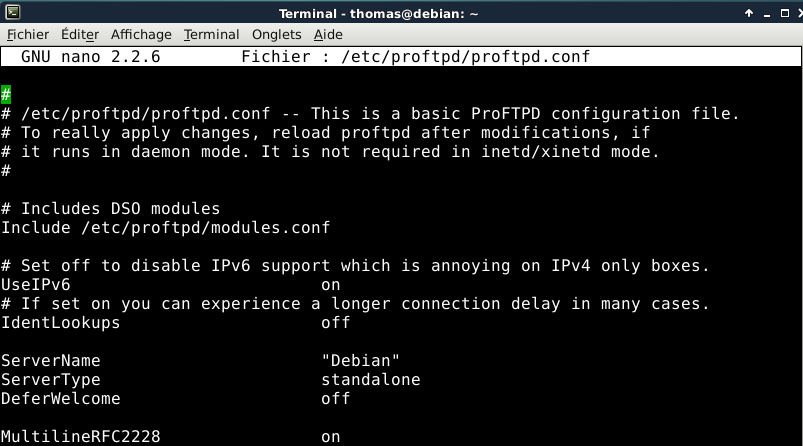 Terminal - thomas@debian: ~
Fichier Éditer Affichage Terminal Onglets Aide
GNU nano 2.2.6 Fichier : /etc/proftpd/proftpd.conf
#
# /etc/proftpd/proftpd.conf -- This is a basic ProFTPD configuration file.
# To really apply changes, reload proftpd after modifications, if
# it runs in daemon mode. It is not required in inetd/xinetd mode.
#
# Includes DSO modules
Include /etc/proftpd/modules.conf
# Set off to disable IPv6 support which is annoying on IPv4 only boxes.
UseIPv6 on
# If set on you can experience a longer connection delay in many cases.
IdentLookups off
ServerName "Debian"
ServerType standalone
DeferWelcome off
MultilineRFC2228 on